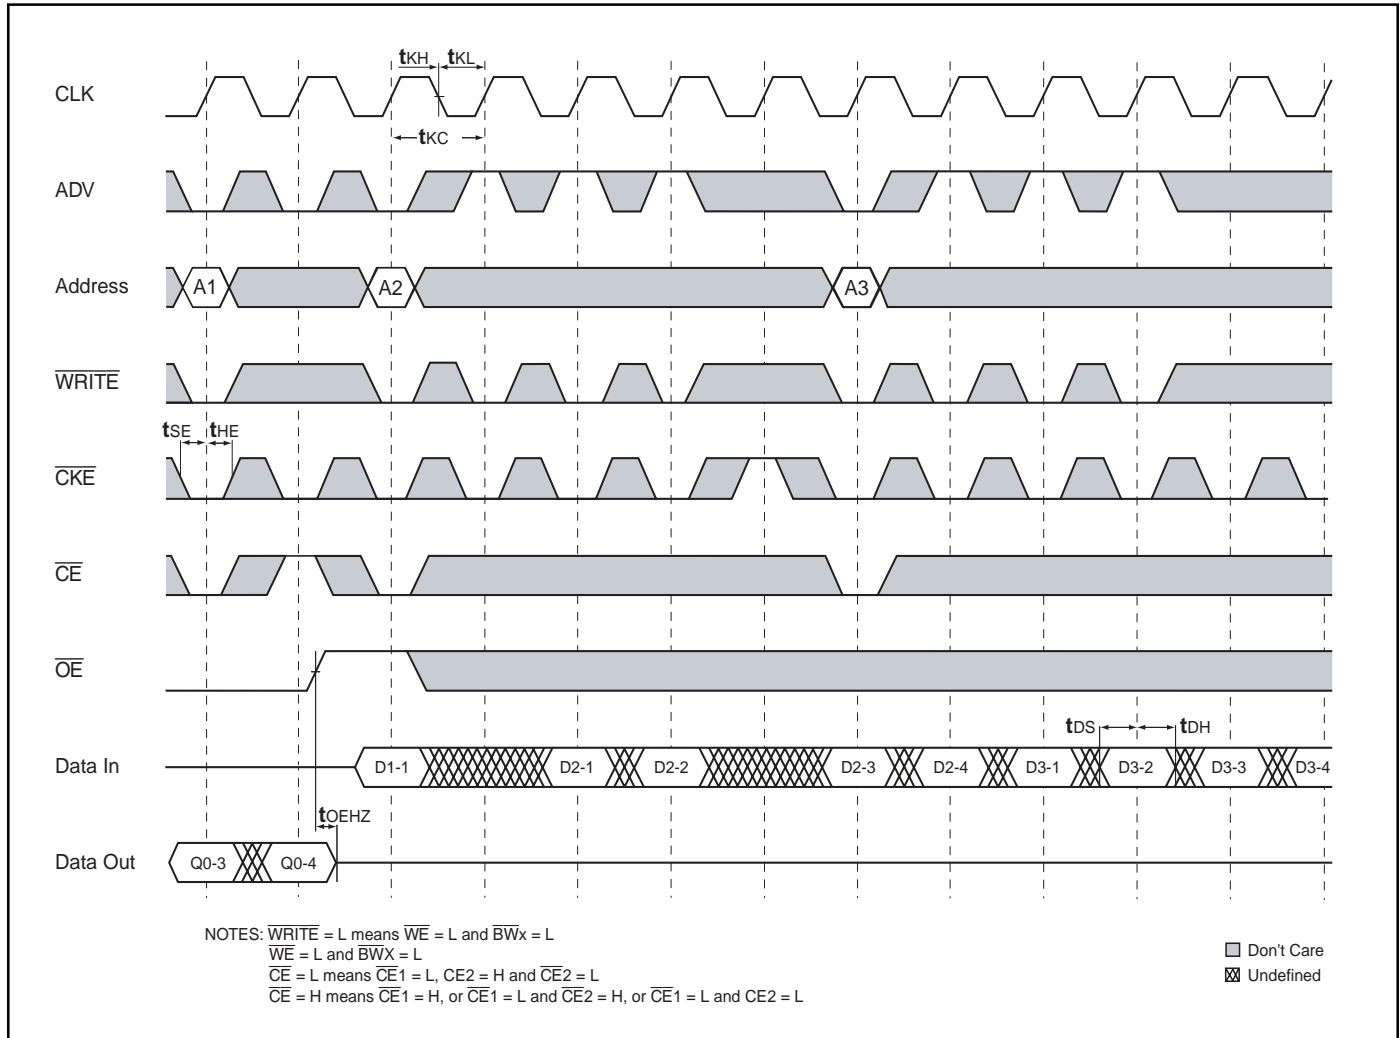 tKH
tKL
CLK
tKC
ADV
Address
A1
A2
A3
WRITE
tSE
tHE
CKE
CE
OE
tDS
tDH
Data In
D1-1
D2-1
D2-2
D2-3
D2-4
D3-1
D3-2
D3-3
D3-4
tOEHZ
Data Out
Q0-3
Q0-4
NOTES: WRITE = L means WE = L and BWx = L
WE = L and BWX = L
CE = L means CE1 = L, CE2 = H and CE2 = L
CE = H means CE1 = H, or CE1 = L and CE2 = H, or CE1 = L and CE2 = L
Don't Care
Undefined